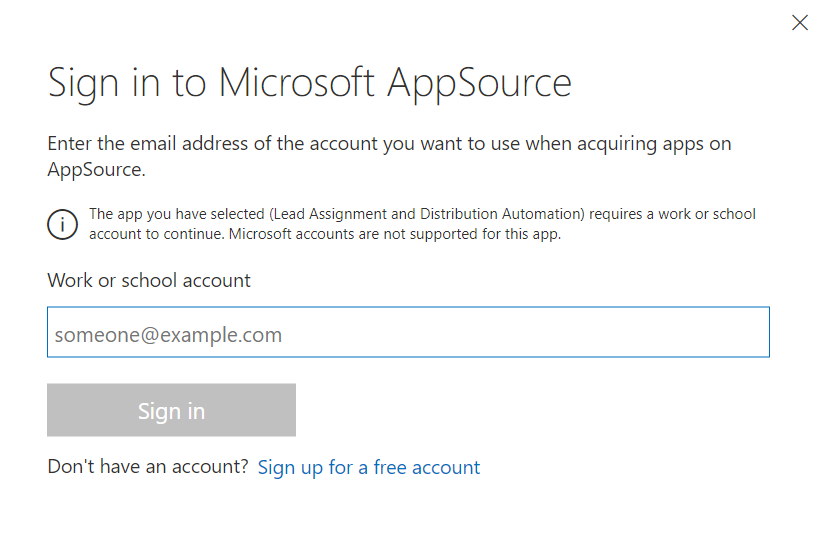 Sign in to Microsoft AppSource
Enter the email address of the account you want to use when acquiring apps on
AppSource.
The app you have selected (Lead Assignment and Distribution Automation) requires a work or school
account to continue. Microsoft accounts are not supported for this app.
Work or school account
someone@example.com
Sign in
Don't have an account? Sign up for a free account